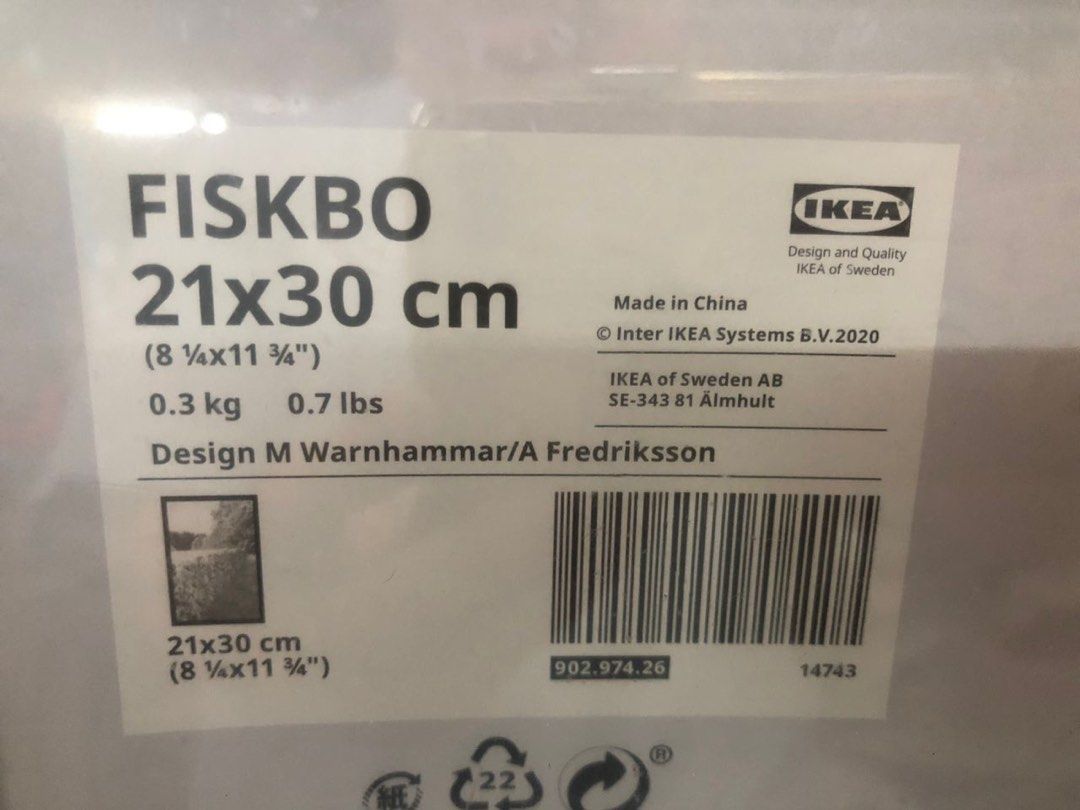 FISKBO
21x30 cm
(8 ¼x11 ¾")
0.3 kg 0.7 lbs
Design M Warnhammar/A Fredriksson
IKEA®
Design and Quality
IKEA of Sweden
Made in China
© Inter IKEA Systems B.V.2020
IKEA of Sweden AB
SE-343 81 Älmhult
21x30 cm
(8 ¼x11 ¾")
902.974.26
14743
紙
22
®